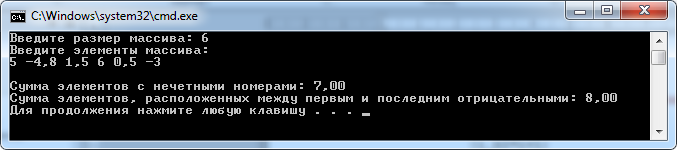 C:\Windows\system32\cmd.exe
Введите размер массива: 6
Введите элементы массива:
5 -4,8 1,5 6 0,5 -3
Сумма элементов с нечетными номерами: 7,00
Сумма элементов, расположенных между первым и последним отрицательными: 8,00
Для продолжения нажмите любую клавишу . . . _